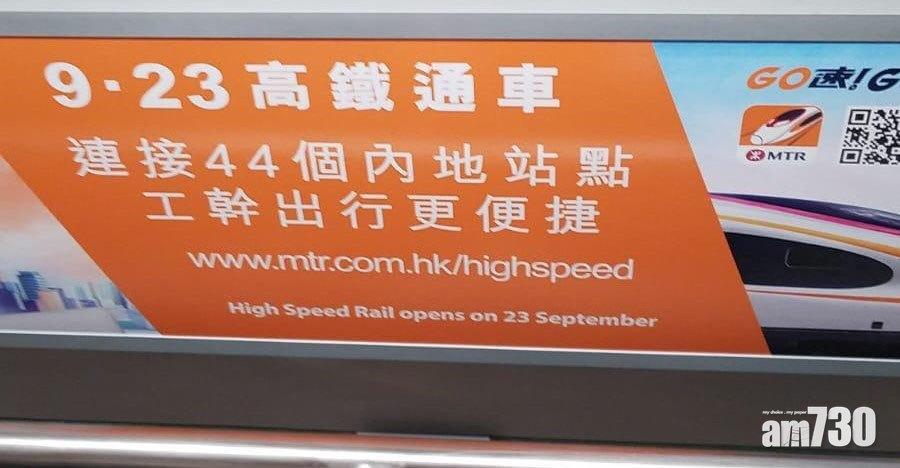 9·23高鐵通車
連接44個內地站點
工幹出行更便捷
www.mtr.com.hk/highspeed
High Speed Rail opens on 23 September
GO速!G
MTR
my choice . my paper
am730